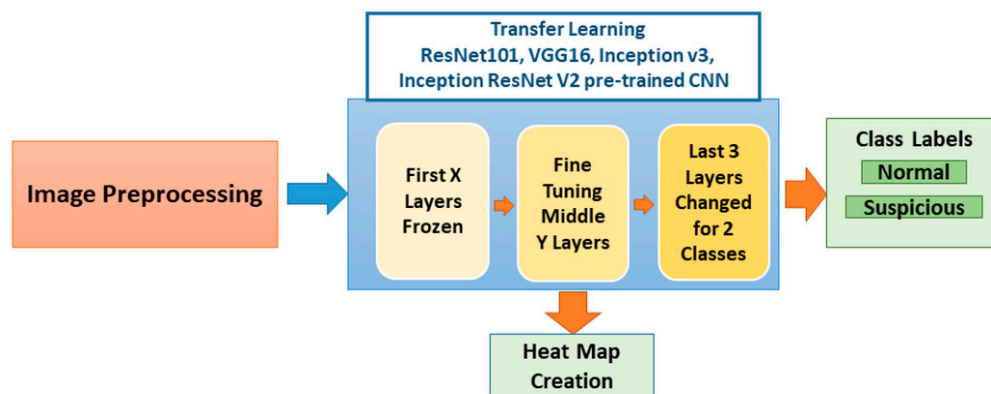 Transfer Learning
ResNet101, VGG16, Inception v3,
Inception ResNet V2 pre-trained CNN
Image Preprocessing
First X
Layers
Frozen
Fine
Tuning
Middle
Y Layers
Last 3
Layers
Changed
for 2
Classes
Class Labels
Normal
Suspicious
Heat Map
Creation